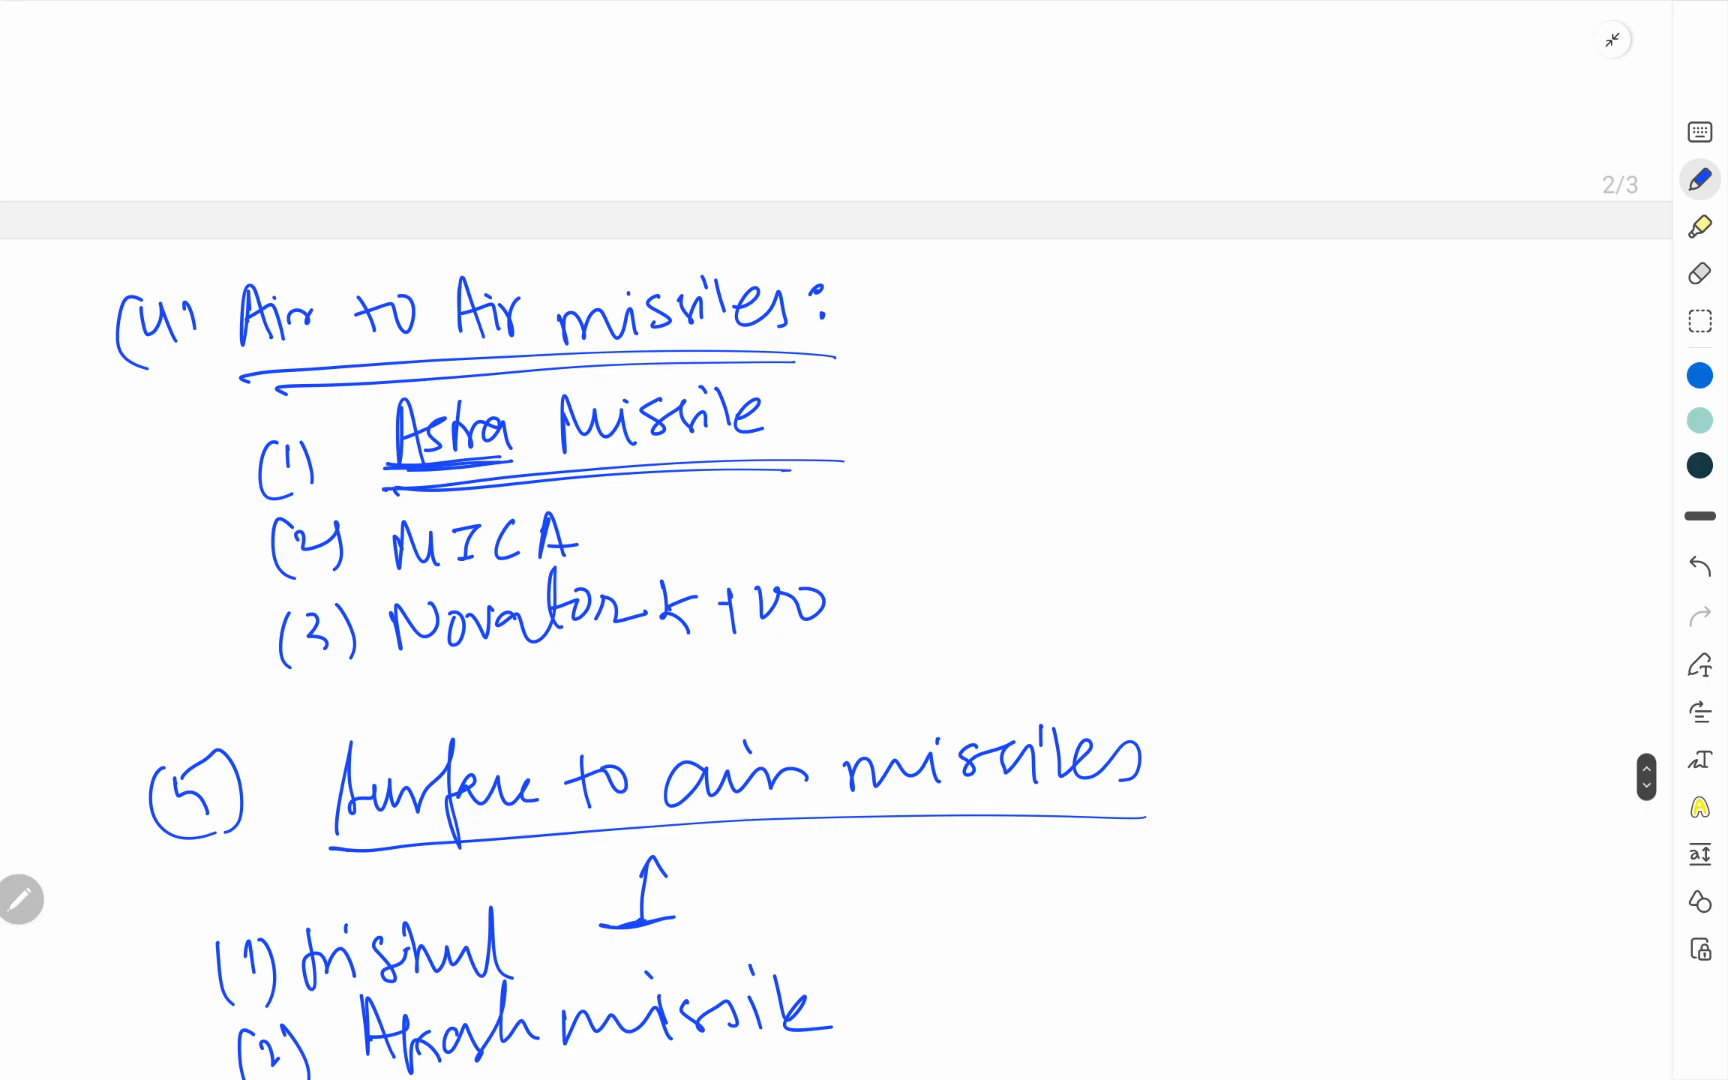 2/3
(4) Air to Air missiles:
(1) Astra Missile
(2) MICA
(3) Novator K+100
(5) Surface to air missiles
(1) trishul
(2) Akash missile